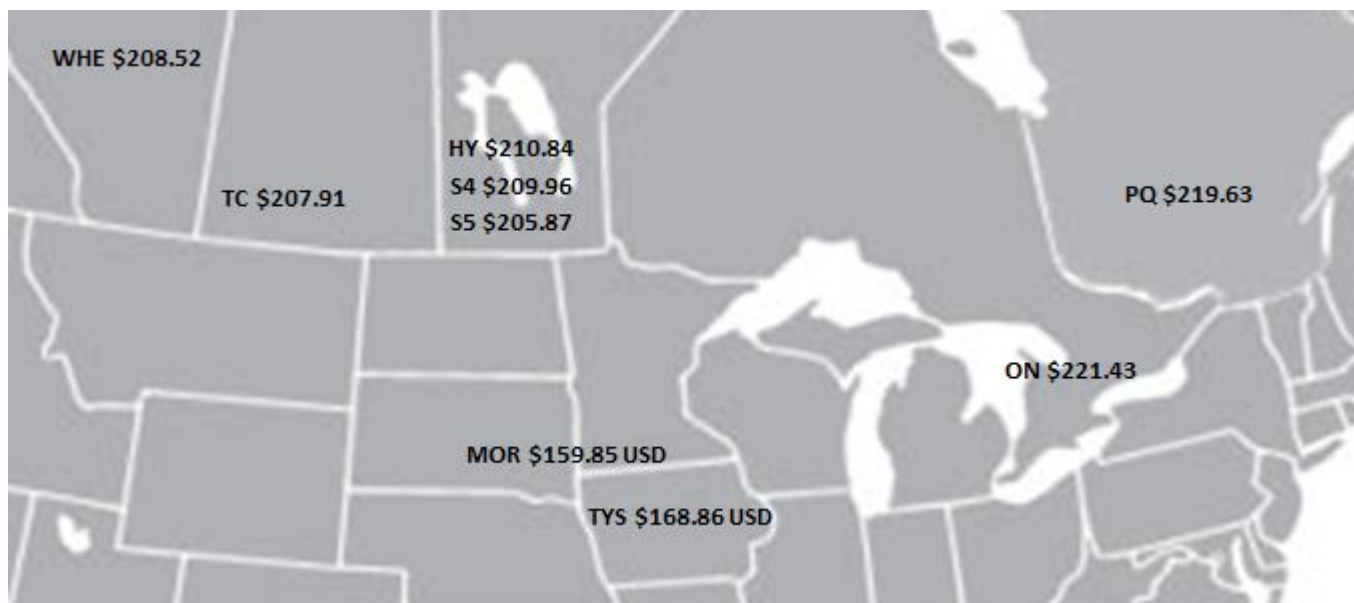 WHE $208.52
HY $210.84
S4 $209.96
TC $207.91
PQ $219.63
S5 $205.87
ON $221.43
MOR $159.85 USD
TYS $168.86 USD